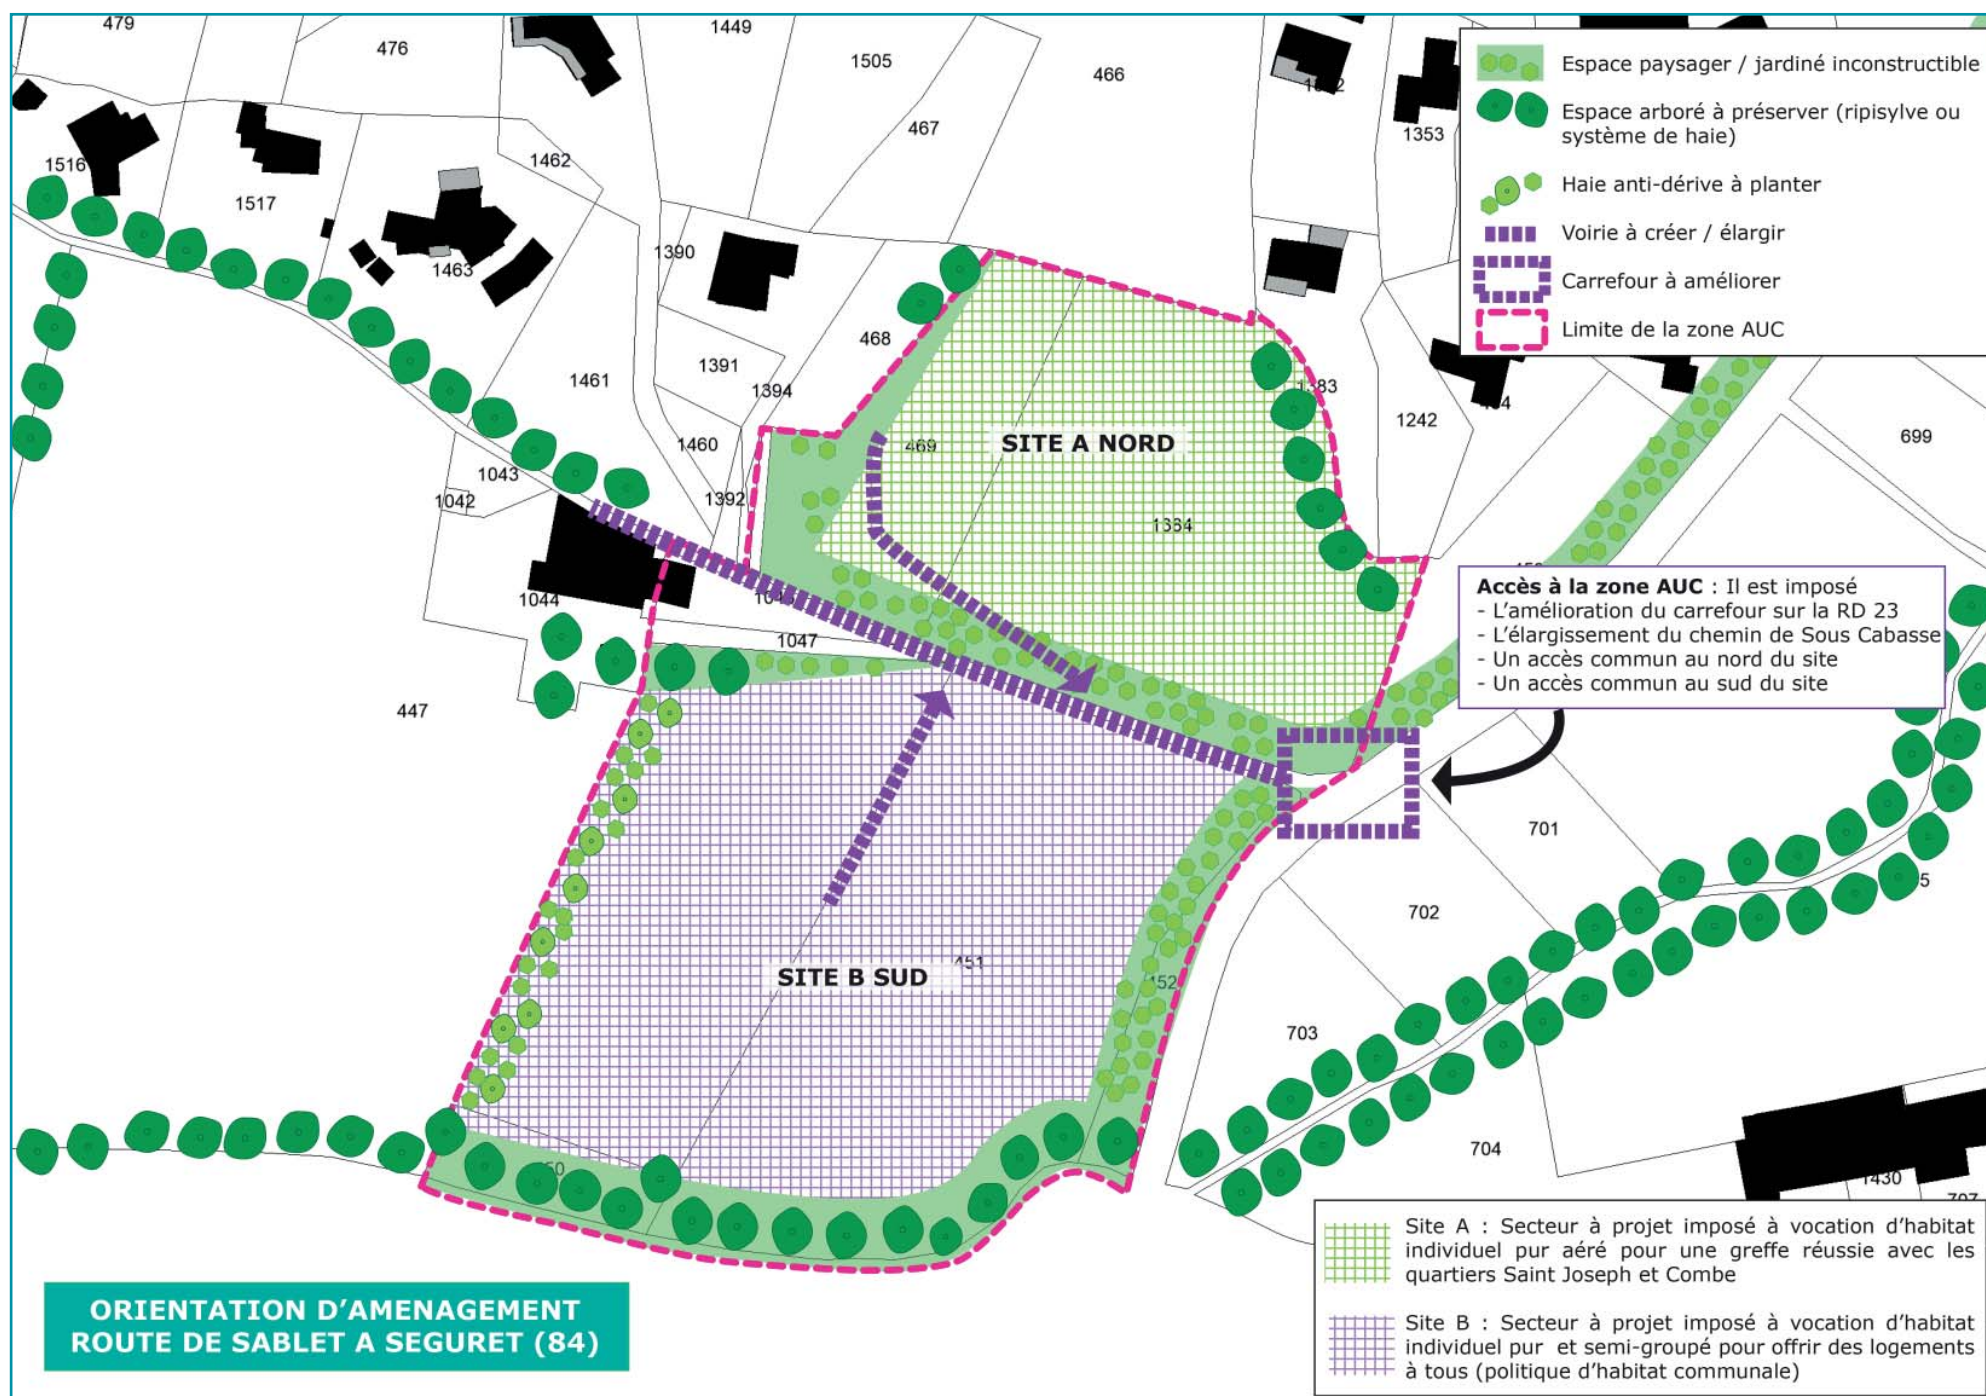 479
476
1449
1505
466
467
1353
1516
1462
1517
1463
1390
468
1391
1394
1461
1460
1392
1043
1042
1044
1047
447
469
1383
1242
699
SITE A NORD
1364
SITE B SUD
451
452
701
702
703
704
1430
Espace paysager / jardiné inconstructible
Espace arboré à préserver (ripisylve ou
système de haie)
Haie anti-dérive à planter
Voirie à créer / élargir
Carrefour à améliorer
Limite de la zone AUC
Accès à la zone AUC : Il est imposé
- L'amélioration du carrefour sur la RD 23
- L'élargissement du chemin de Sous Cabasse
- Un accès commun au nord du site
- Un accès commun au sud du site
Site A : Secteur à projet imposé à vocation d'habitat
individuel pur aéré pour une greffe réussie avec les
quartiers Saint Joseph et Combe
Site B : Secteur à projet imposé à vocation d'habitat
individuel pur et semi-groupé pour offrir des logements
à tous (politique d'habitat communale)
ORIENTATION D'AMENAGEMENT
ROUTE DE SABLET A SEGURET (84)